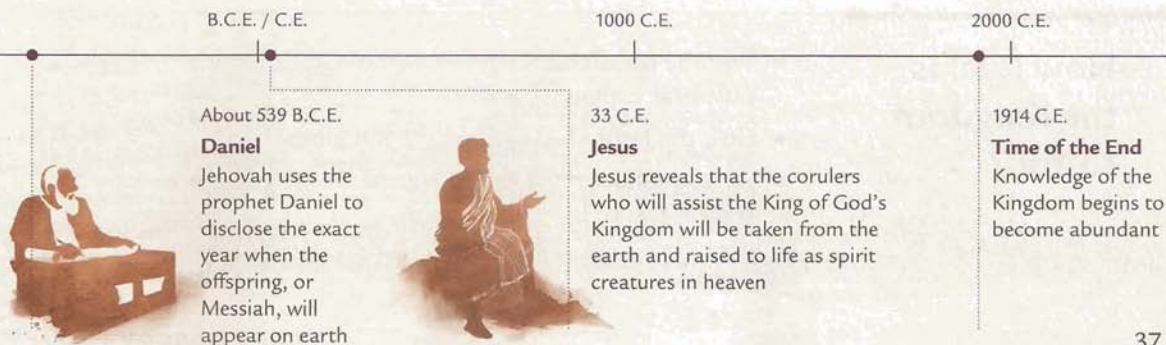 B.C.E. / C.E.
1000 C.E.
2000 C.E.
About 539 B.C.E.
Daniel
Jehovah uses the
prophet Daniel to
disclose the exact
year when the
offspring, or
Messiah, will
appear on earth
33 C.E.
Jesus
Jesus reveals that the corulers
who will assist the King of God's
Kingdom will be taken from the
earth and raised to life as spirit
creatures in heaven
1914 C.E.
Time of the End
Knowledge of the
Kingdom begins to
become abundant
37